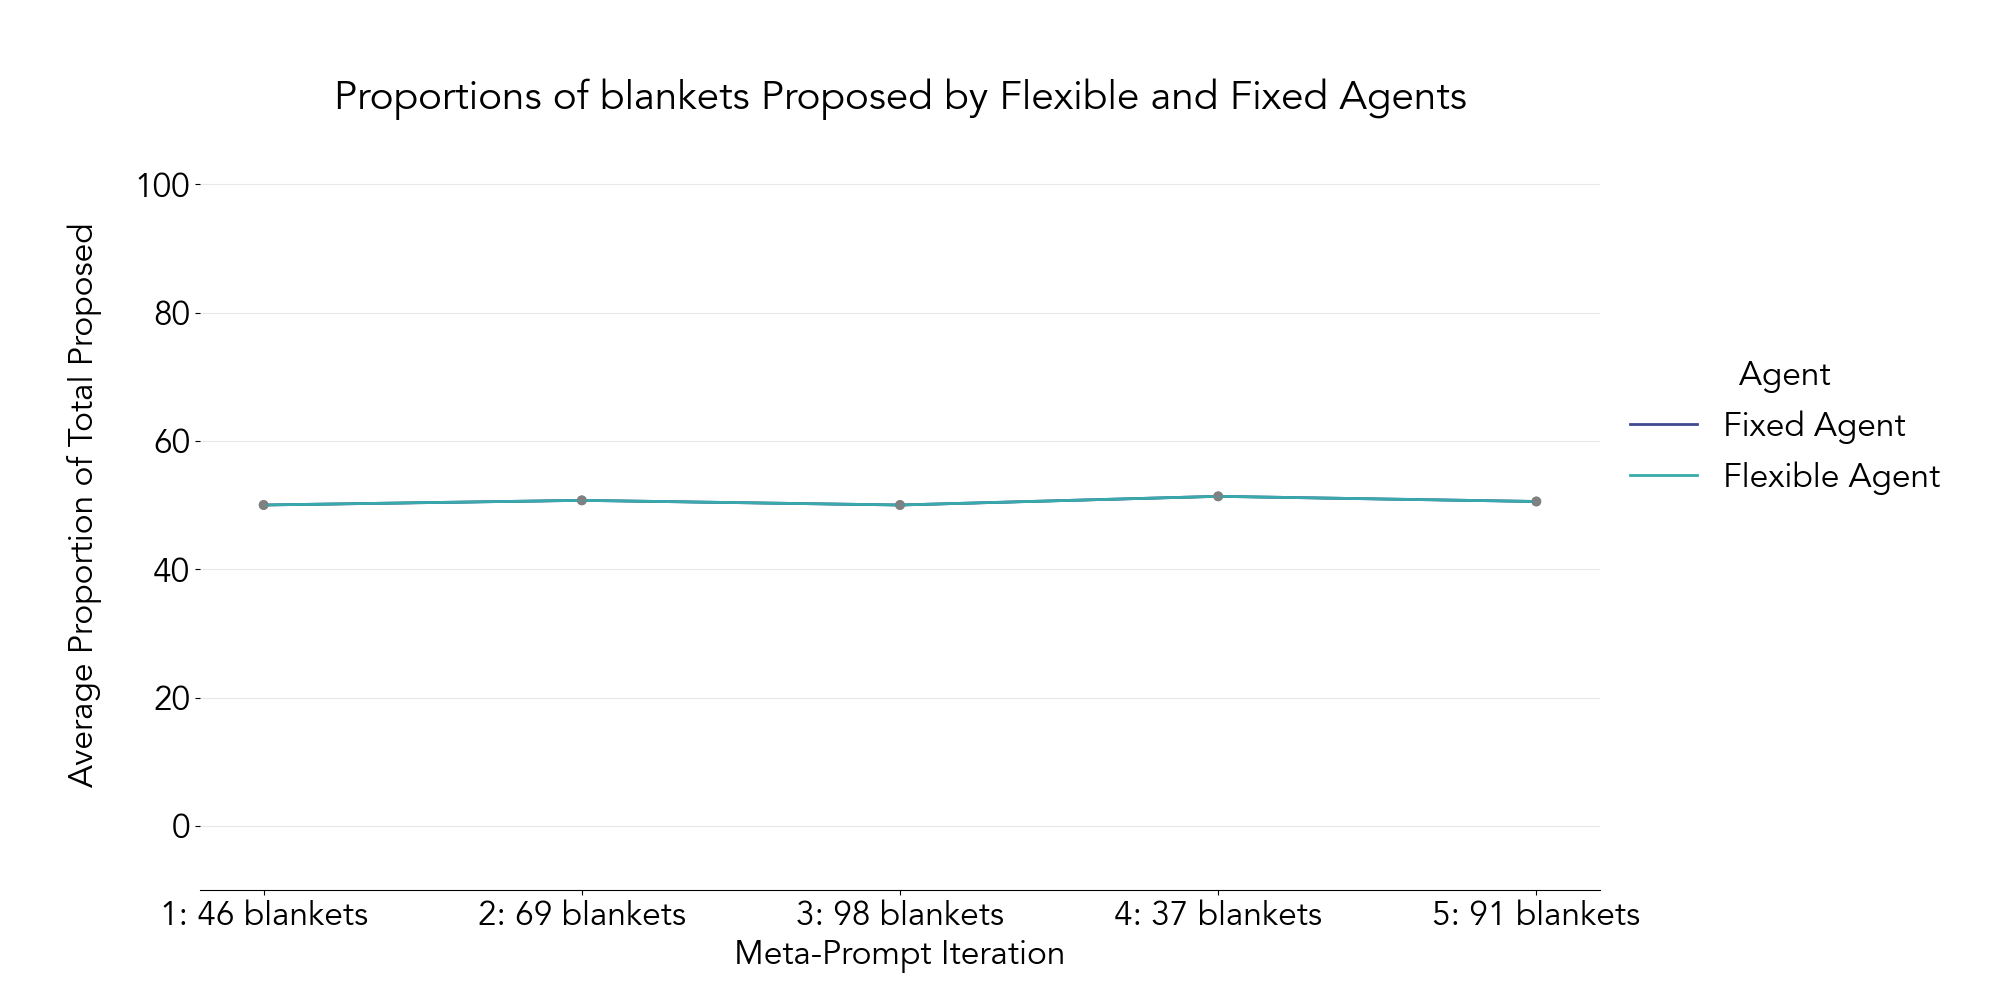 Proportions of blankets Proposed by Flexible and Fixed Agents
Average Proportion of Total Proposed
100
80
60
40
20
0
1: 46 blankets
2: 69 blankets
3: 98 blankets
4: 37 blankets
5: 91 blankets
Meta-Prompt Iteration
Agent
Fixed Agent
Flexible Agent